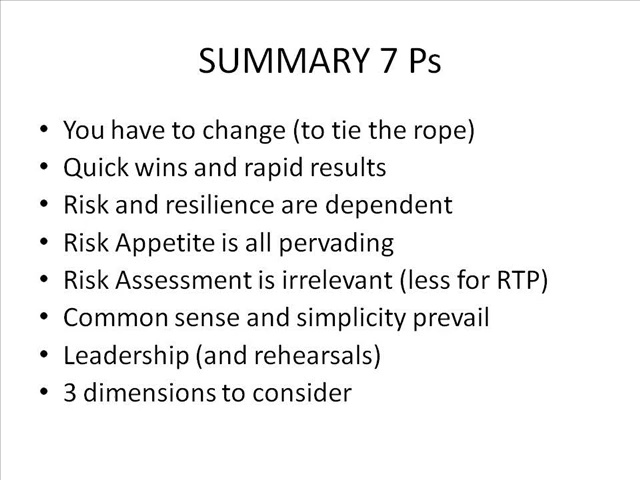 SUMMARY 7 Ps
• You have to change (to tie the rope)
• Quick wins and rapid results
• Risk and resilience are dependent
• Risk Appetite is all pervading
• Risk Assessment is irrelevant (less for RTP)
• Common sense and simplicity prevail
• Leadership (and rehearsals)
• 3 dimensions to consider